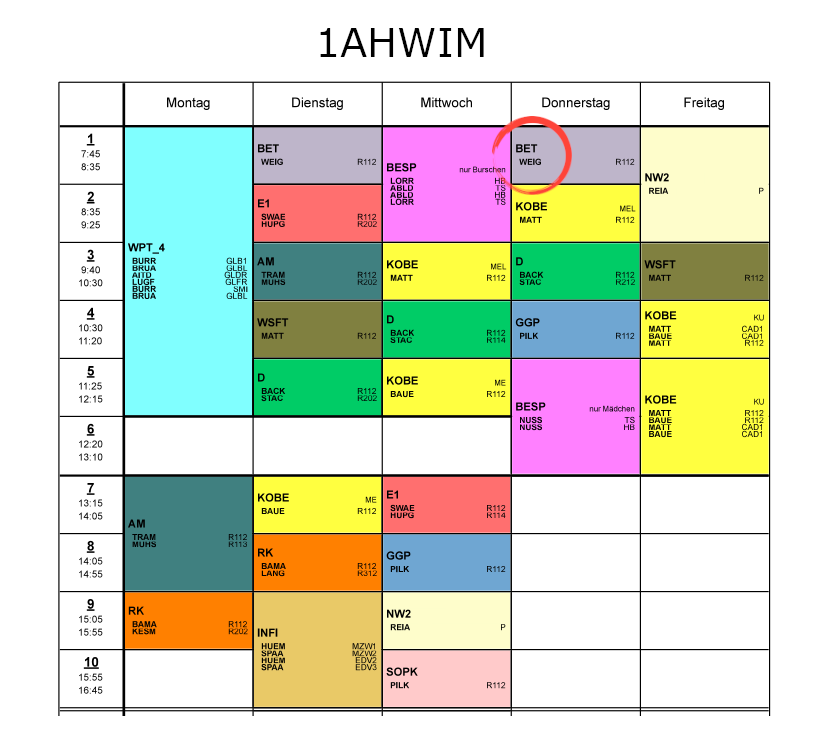 1AHWIM
Montag Dienstag Mittwoch Donnerstag Freitag
1
7:45
8:35
2
8:35
9:25
3
9:40
10:30
4
10:30
11:20
5
11:25
12:15
6
12:20
13:10
7
13:15
14:05
8
14:05
14:55
9
15:05
15:55
10
15:55
16:45
WPT_4
BURR GLB1
BRUA GLBL
AITD GLDR
LUGF GLFR
BURR SMI
BRUA GLBL
AM
TRAM R112
MUHS R113
RK
BAMA R112
KESM R202
BET
WEIG R112
E1
SWAE R112
HUPG R202
AM
TRAM R112
MUHS R202
WSFT
MATT R112
D
BACK R112
STAC R202
KOBE ME
BAUE R112
RK
BAMA R112
LANG R312
INFI
HUEM MZW1
SPAA MZW2
HUEM EDV2
SPAA EDV3
BESP nur Burschen
LORR HB
ABLD TS
ABLD HB
LORR TS
KOBE MEL
MATT R112
D
BACK R112
STAC R114
KOBE ME
BAUE R112
E1
SWAE R112
HUPG R114
GGP
PILK R112
NW2
REIA P
SOPK
PILK R112
BET
WEIG R112
KOBE MEL
MATT R112
D
BACK R112
STAC R212
GGP
PILK R112
BESP nur Mädchen
NUSS TS
NUSS HB
NW2
REIA P
WSFT
MATT R112
KOBE KU
MATT CAD1
BAUE CAD1
MATT R112
KOBE KU
MATT R112
BAUE R112
MATT CAD1
BAUE CAD1